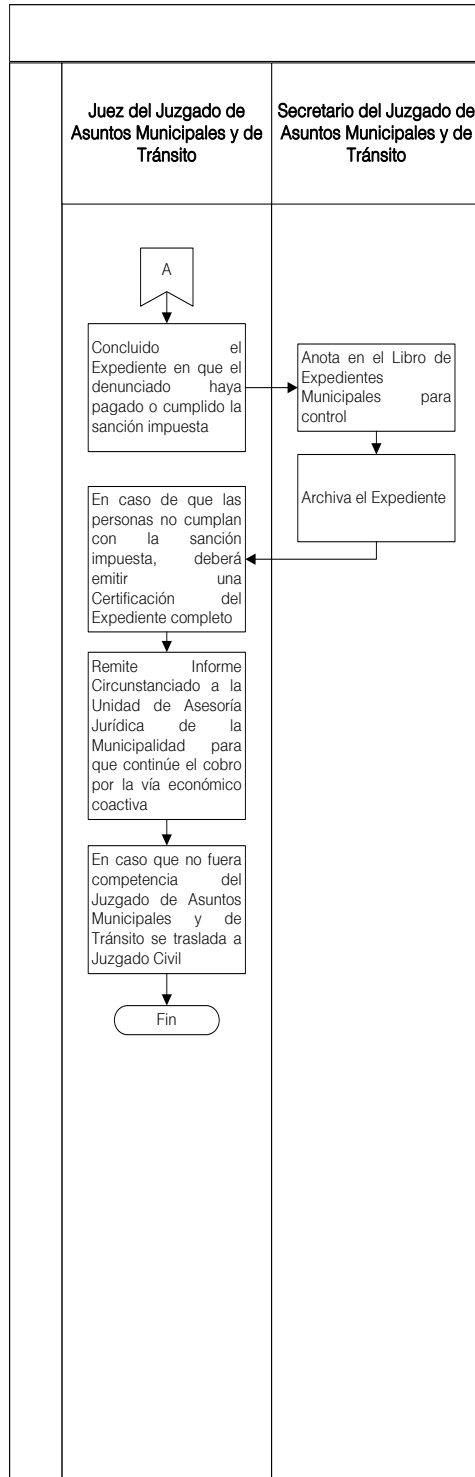 Juez del Juzgado de
Asuntos Municipales y de
Tránsito
Secretario del Juzgado de
Asuntos Municipales y de
Tránsito
A
Concluido el
Expediente en que el
denunciado haya
pagado o cumplido la
sanción impuesta
Anota en el Libro de
Expedientes
Municipales para
control
Archiva el Expediente
En caso de que las
personas no cumplan
con la sanción
impuesta, deberá
emitir una
Certificación del
Expediente completo
Remite Informe
Circunstanciado a la
Unidad de Asesoría
Jurídica de la
Municipalidad para
que continúe el cobro
por la vía económico
coactiva
En caso que no fuera
competencia del
Juzgado de Asuntos
Municipales y de
Tránsito se traslada a
Juzgado Civil
Fin